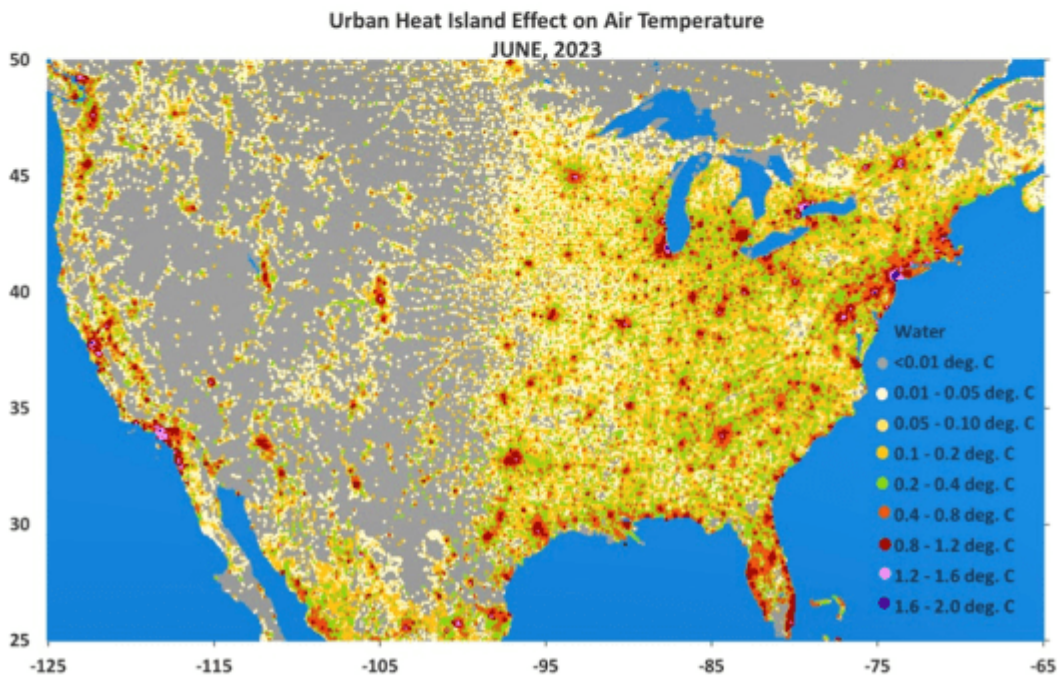 Urban Heat Island Effect on Air Temperature
JUNE, 2023
50
45
40
35
30
25
-125
-115
-105
-95
-85
-75
-65
Water
<0.01 deg. C
0.01 - 0.05 deg. C
0.05 - 0.10 deg. C
0.1 - 0.2 deg. C
0.2 - 0.4 deg. C
0.4 - 0.8 deg. C
0.8 - 1.2 deg. C
1.2 - 1.6 deg. C
1.6 - 2.0 deg. C